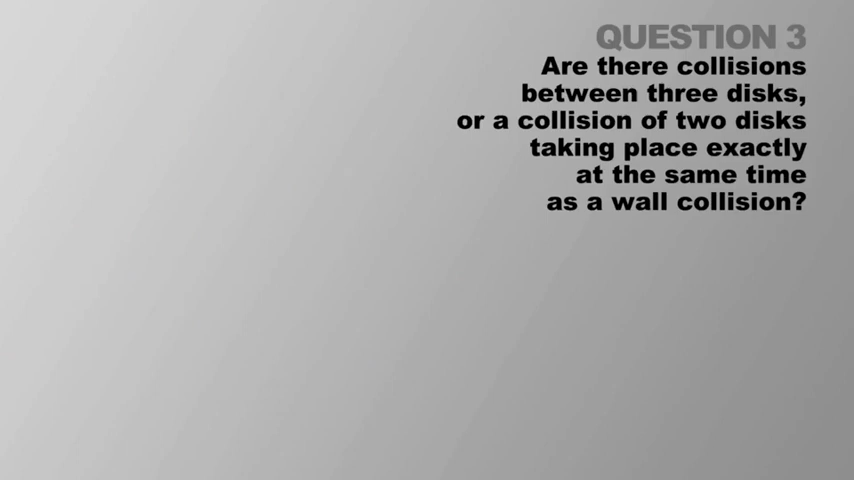 QUESTION 3
Are there collisions
between three disks,
or a collision of two disks
taking place exactly
at the same time
as a wall collision?